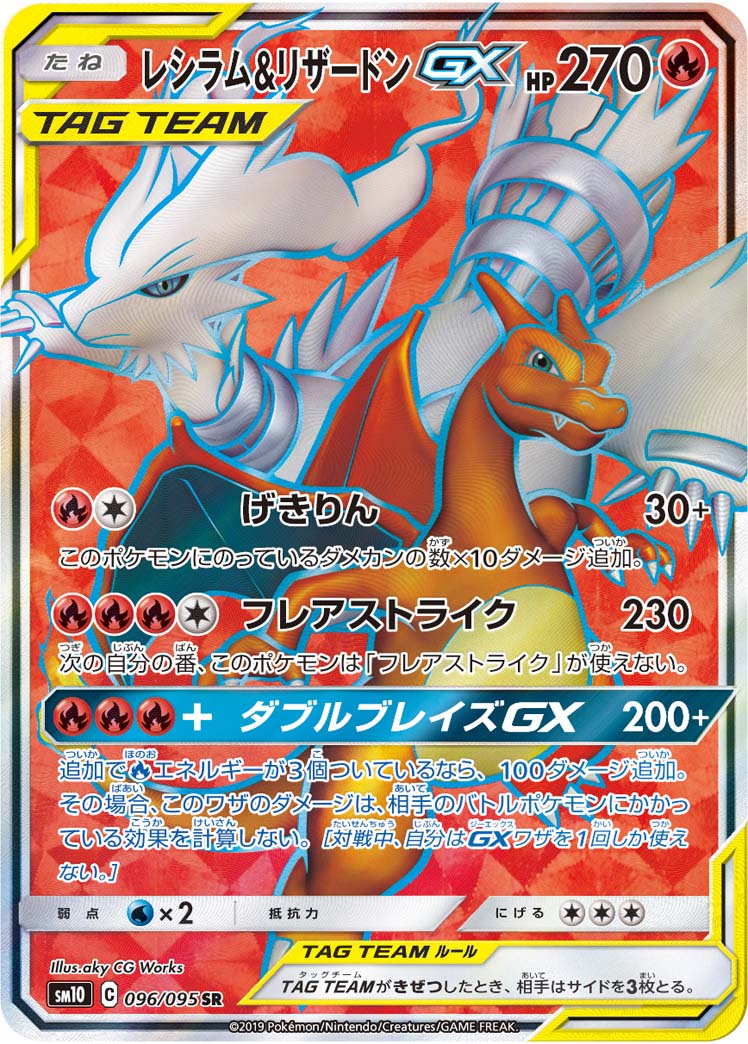 たね レシラム&リザードンGX HP270
TAG TEAM
げきりん 30+
このポケモンにのっているダメカンの数×10ダメージ追加。
フレアストライク 230
次の自分の番、このポケモンは「フレアストライク」が使えない。
+ ダブルブレイズGX 200+
追加でエネルギーが3個ついているなら、100ダメージ追加。
その場合、このワザのダメージは、相手のバトルポケモンにかかっ
ている効果を計算しない。[対戦中、自分はGXワザを1回しか使え
ない。]
弱点 ×2 抵抗力 にげる
TAG TEAM ルール
TAG TEAMがきぜつしたとき、相手はサイドを3枚とる。
Illus.aky CG Works
sm10 C 096/095 SR
©2019 Pokémon/Nintendo/Creatures/GAME FREAK.